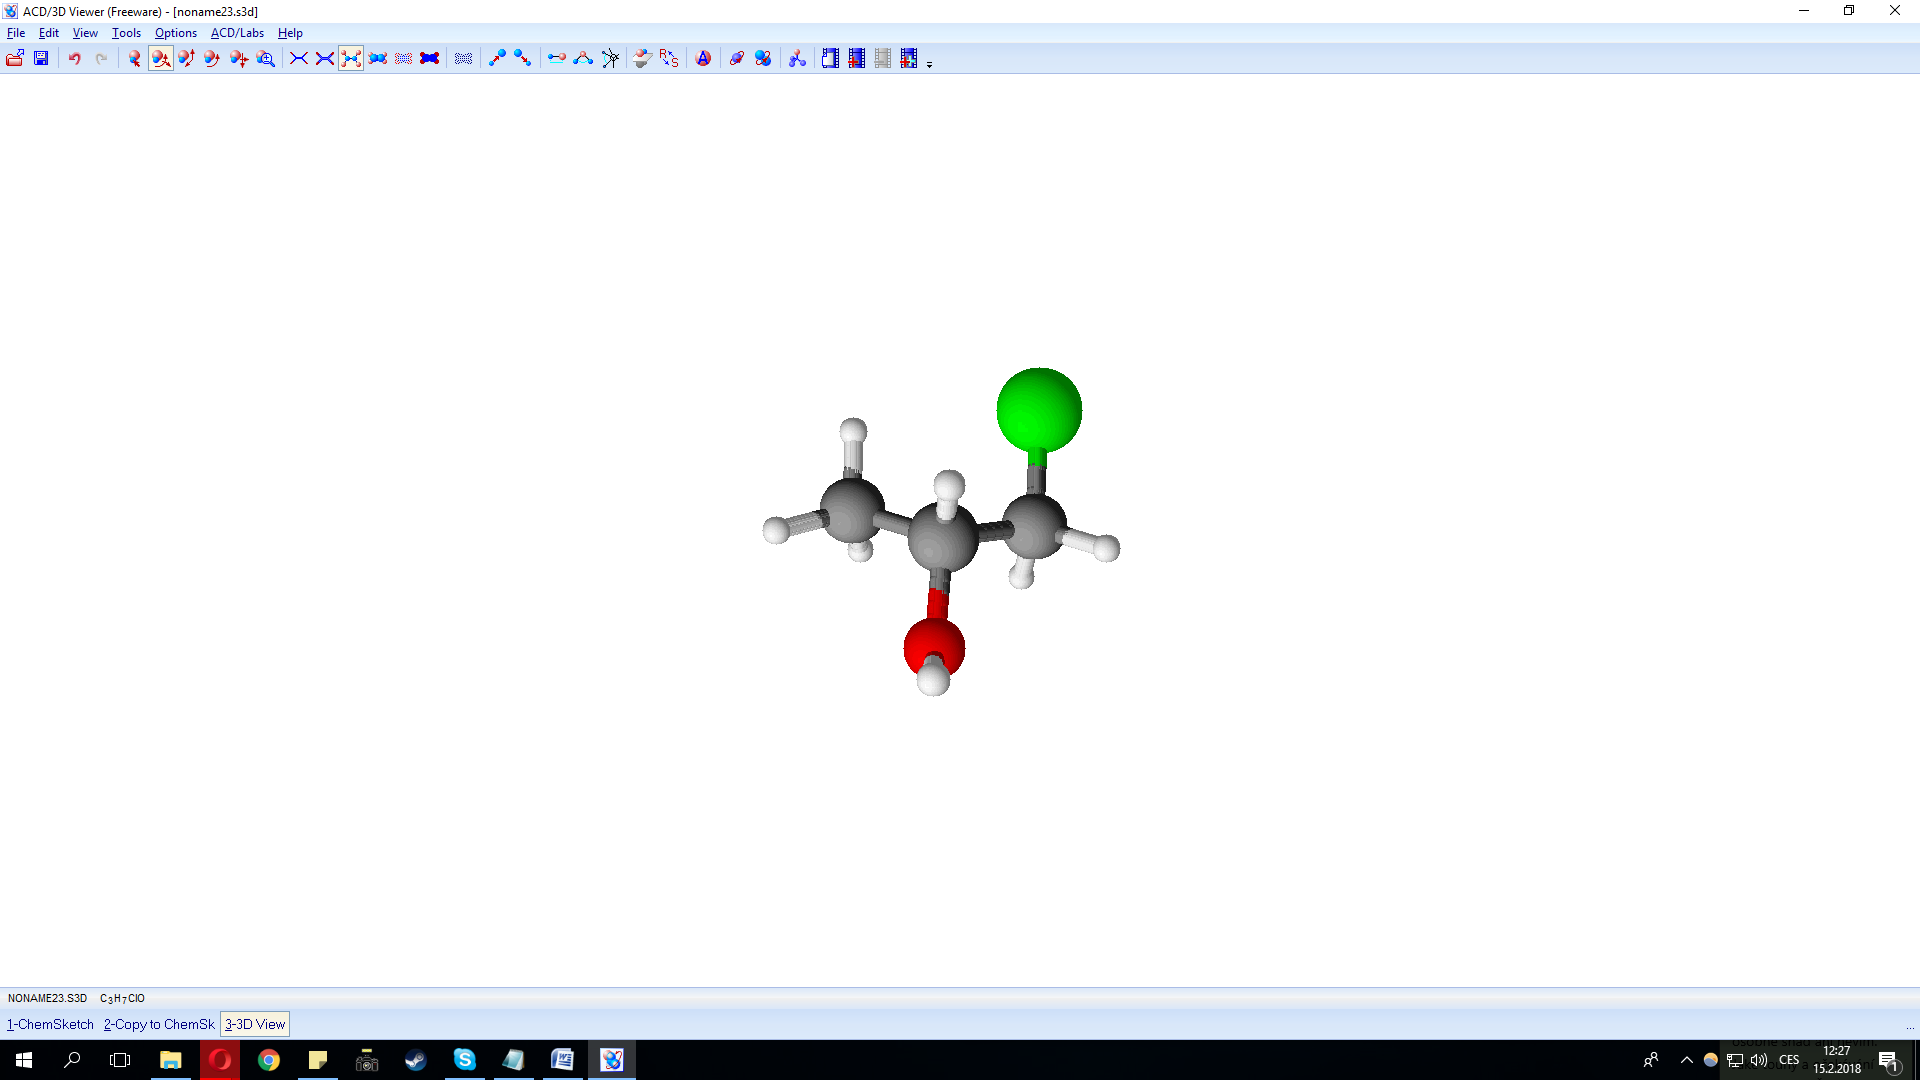 ACD/3D Viewer (Freeware) - [noname23.s3d]
File Edit View Tools Options ACD/Labs Help
NONAME23.S3D C3H7ClO
1-ChemSketch 2-Copy to ChemSk 3-3D View
CES
12:27
15.2.2018
1